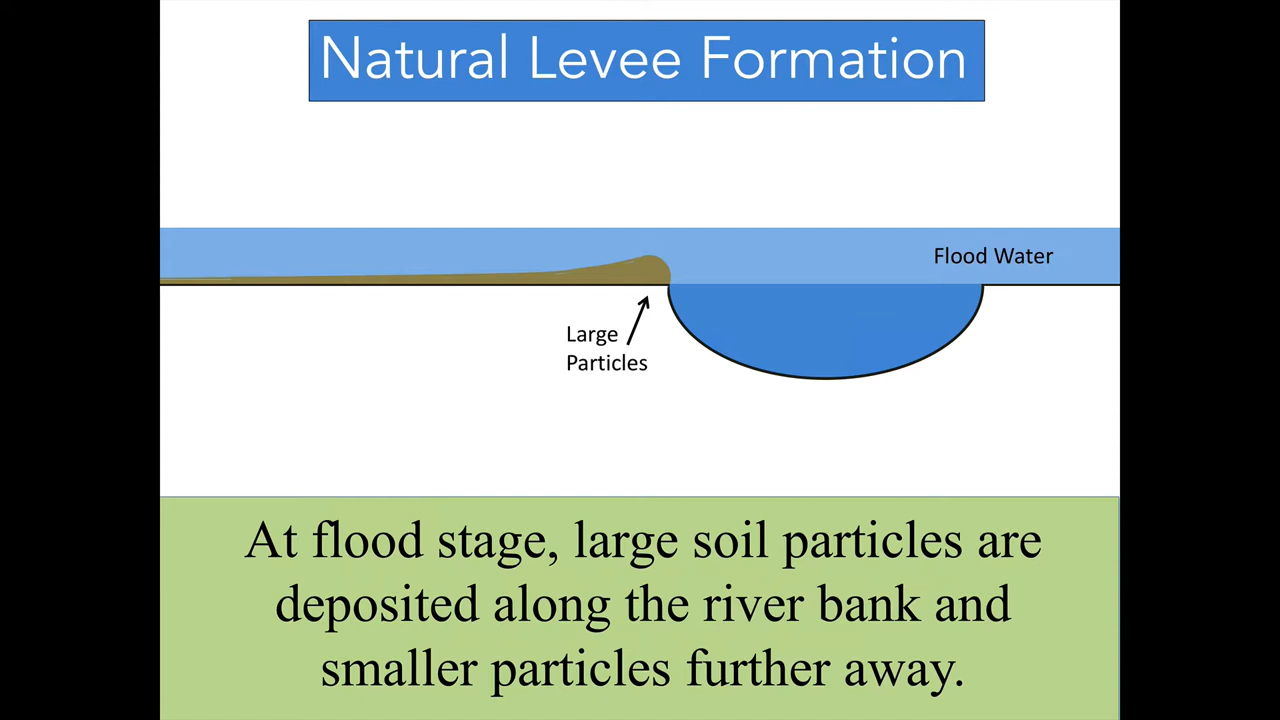 Natural Levee Formation
Flood Water
Large
Particles
At flood stage, large soil particles are
deposited along the river bank and
smaller particles further away.